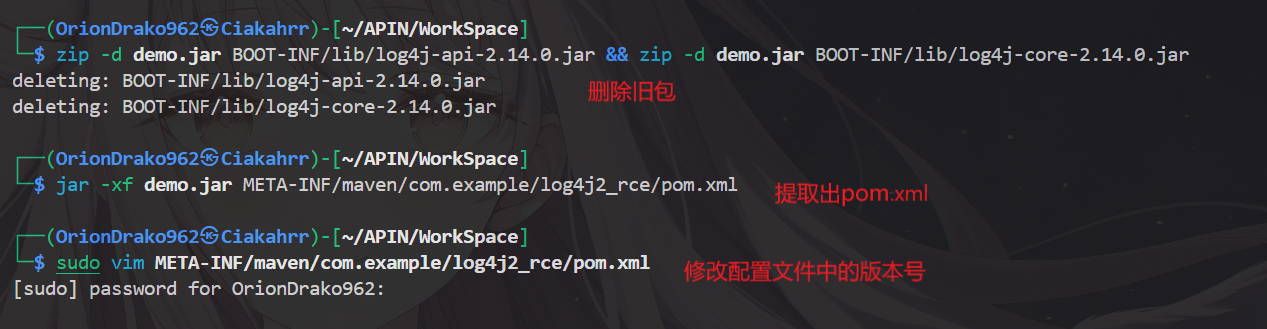 ┌──(OrionDrako962㉿Ciakahrr)-[~/APIN/WorkSpace]
└─$ zip -d demo.jar BOOT-INF/lib/log4j-api-2.14.0.jar && zip -d demo.jar BOOT-INF/lib/log4j-core-2.14.0.jar
deleting: BOOT-INF/lib/log4j-api-2.14.0.jar
删除旧包
deleting: BOOT-INF/lib/log4j-core-2.14.0.jar
┌──(OrionDrako962㉿Ciakahrr)-[~/APIN/WorkSpace]
└─$ jar -xf demo.jar META-INF/maven/com.example/log4j2_rce/pom.xml
提取出pom.xml
┌──(OrionDrako962㉿Ciakahrr)-[~/APIN/WorkSpace]
└─$ sudo vim META-INF/maven/com.example/log4j2_rce/pom.xml
修改配置文件中的版本号
[sudo] password for OrionDrako962: